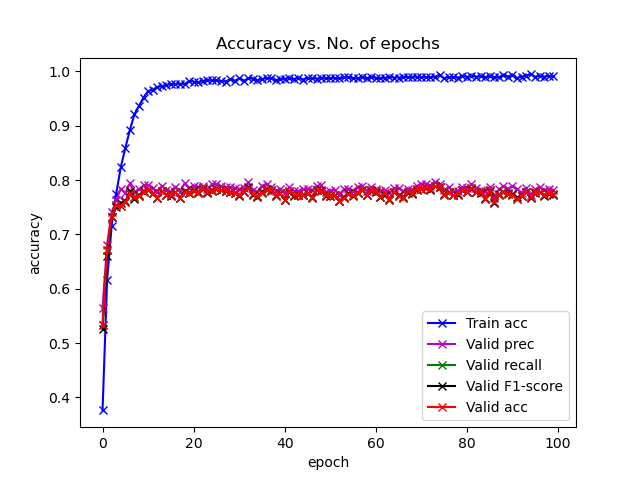 Accuracy vs. No. of epochs
accuracy
1.0
0.9
0.8
0.7
0.6
0.5
0.4
Train acc
Valid prec
Valid recall
Valid F1-score
Valid acc
0 20 40 60 80 100
epoch